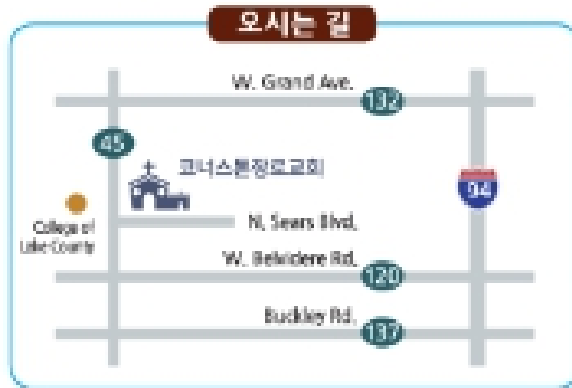 오시는 길
W. Grand Ave.
132
45
코너스톤장로교회
94
College of
Lake County
N. Sears Blvd.
W. Belvidere Rd.
120
Buckley Rd.
137